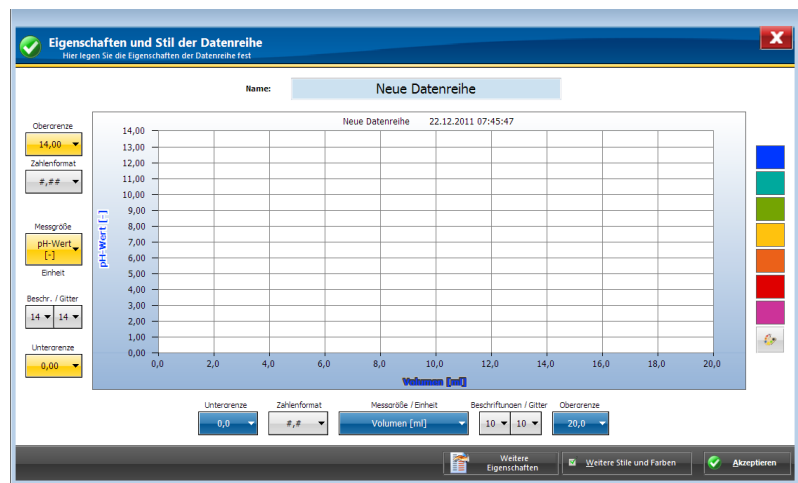 Eigenschaften und Stil der Datenreihe
Hier legen Sie die Eigenschaften der Datenreihe fest
X
Name:
Neue Datenreihe
Neue Datenreihe 22.12.2011 07:45:47
Obergrenze
14,00
Zahlenformat
#,##
Messgröße
pH-Wert
[-]
Einheit
Beschr. / Gitter
14 14
Untergrenze
0,00
pH-Wert [-]
14,00
13,00
12,00
11,00
10,00
9,00
8,00
7,00
6,00
5,00
4,00
3,00
2,00
1,00
0,00
0,0 2,0 4,0 6,0 8,0 10,0 12,0 14,0 16,0 18,0 20,0
Volumen [ml]
Untergrenze Zahlenformat Messgröße / Einheit Beschriftungen / Gitter Obergrenze
0,0 #,# Volumen [ml] 10 10 20,0
Weitere
Eigenschaften
Weitere Stile und Farben
Akzeptieren